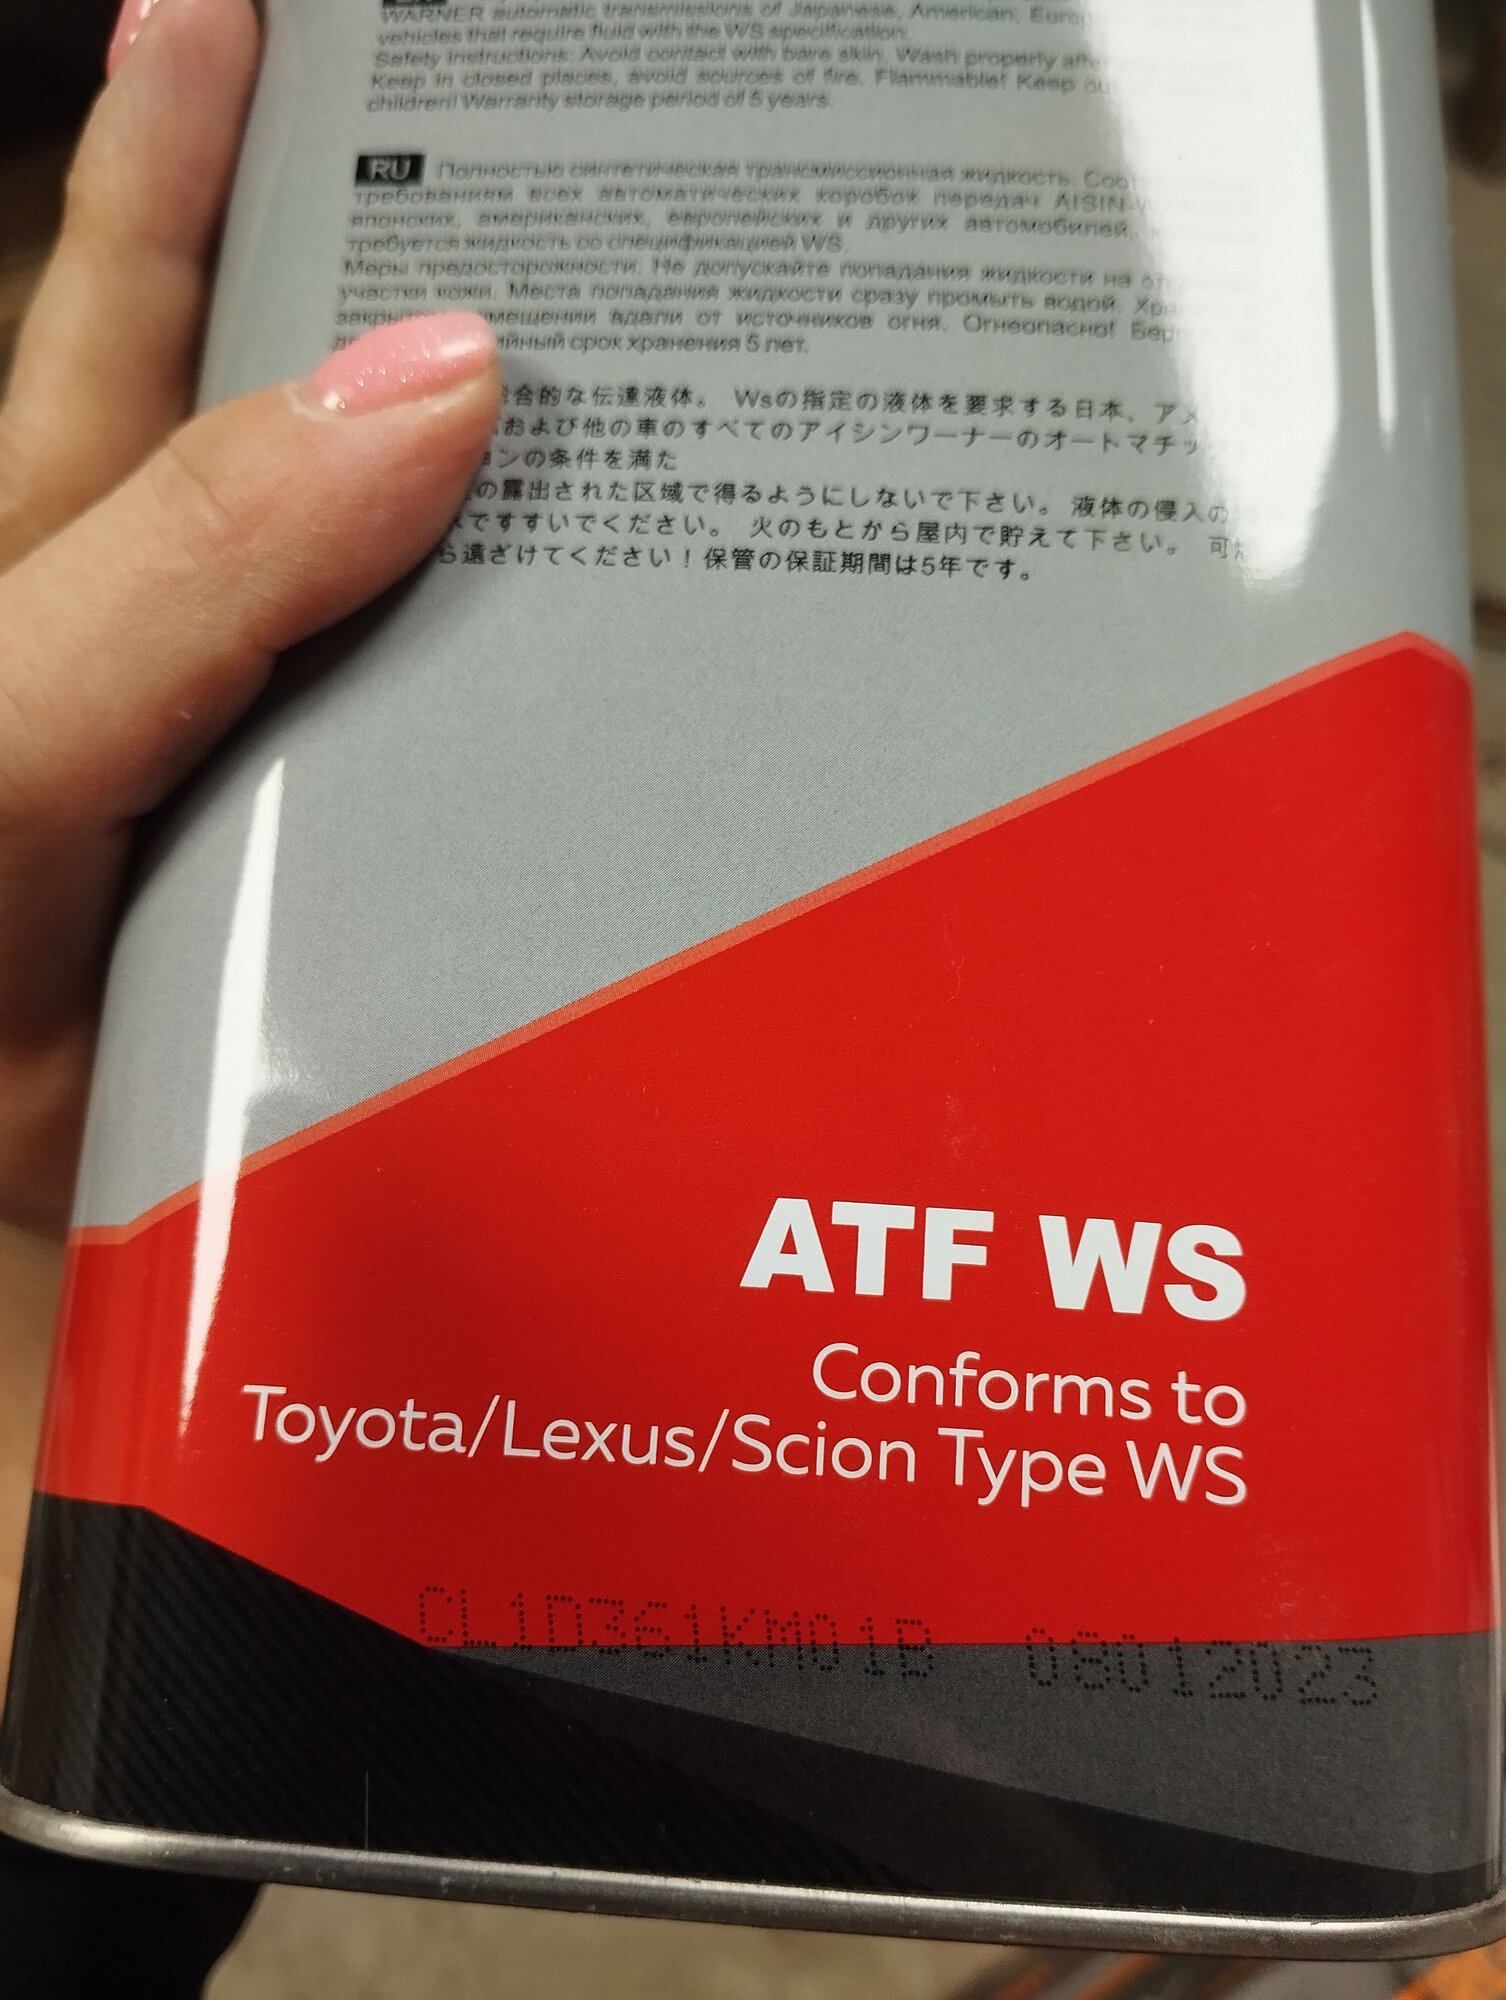 WARNER automatic transmissions of Japanese, American,
vehicles that require fluid with the WS specification.
Safety instructions: Avoid contact with bare skin. Wash property
Keep in closed places, avoid sources of fire. Flammable! Keep
children! Warranty storage period of 5 years.
RU Полностью синтетическая трансмиссионная жидкость.
требованиям всех автоматических коробок передач
японских, американских, европейских и других автомобилей,
требуется жидкость со спецификацией WS.
Меры предосторожности. Не допускайте попадания жидкости на
участки кожи. Места попадания жидкости сразу промыть водой.
вдали от источников огня. Огнеопасно!
срок хранения 5 лет.
合的な伝達液体。 Wsの指定の液体を要求する日本、アメリカ
および他の車のすべてのアイシンワーナーのオートマチック
ンの条件を満た
の露出された区域で得るようにしないで下さい。 液体の侵入の
ですすいでください。 火のもとから屋内で貯えて下さい。 可
ら遠ざけてください！保管の保証期間は5年です。
ATF WS
Conforms to
Toyota/Lexus/Scion Type WS
CL1D361KM01B 08012023